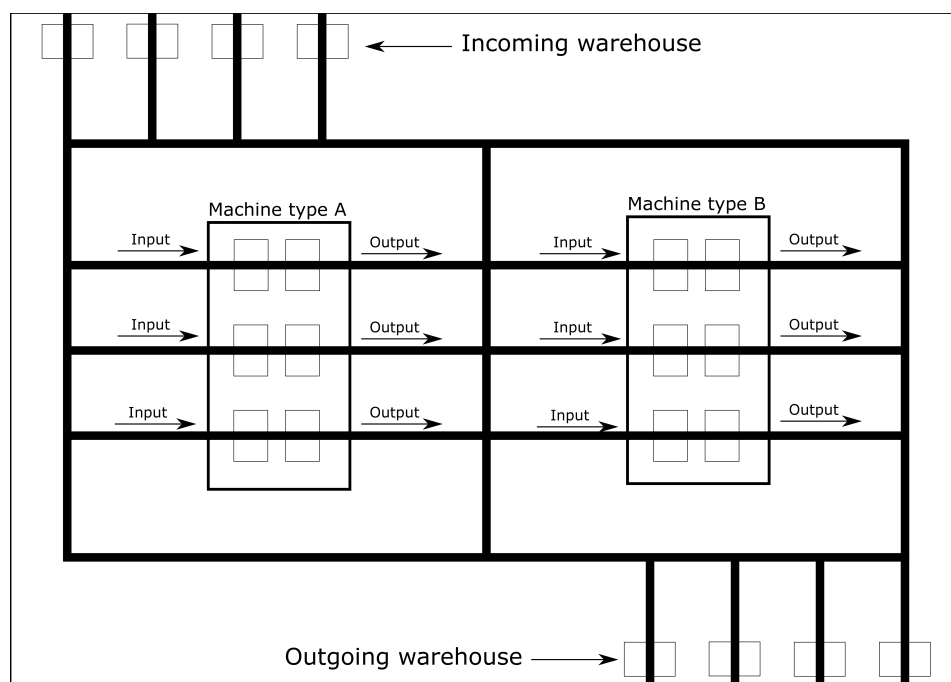 Incoming warehouse
Machine type A
Machine type B
Input
Output
Input
Output
Input
Output
Input
Output
Input
Output
Input
Output
Outgoing warehouse